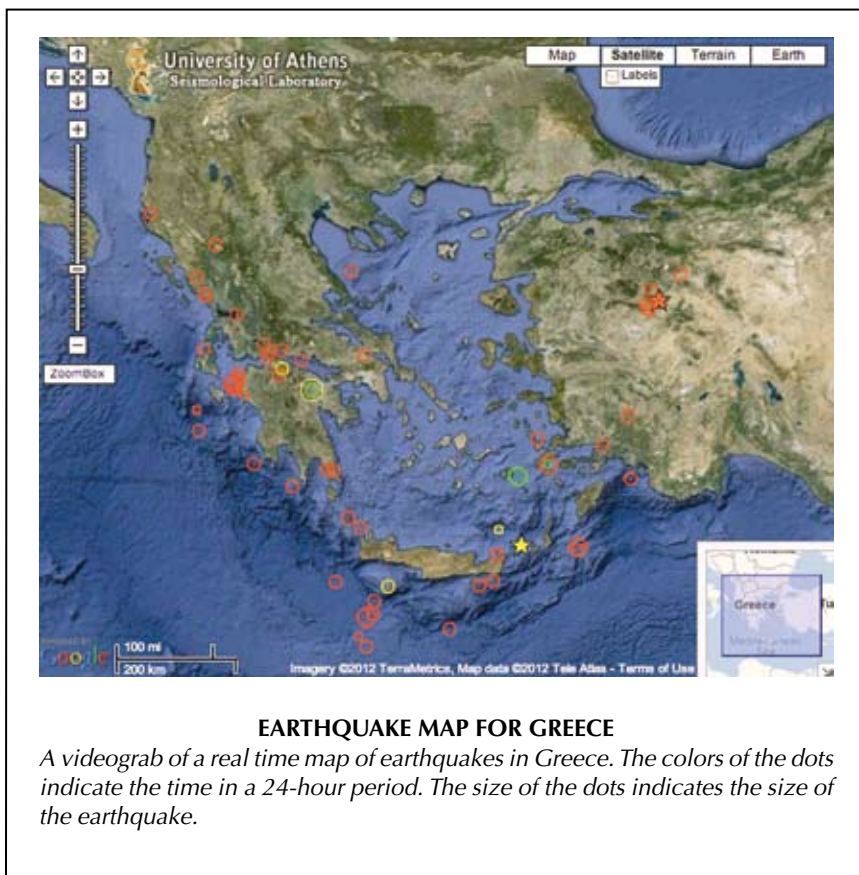 University of Athens
Seismological Laboratory
Map
Satellite
Terrain
Earth
Labels
ZoomBox
Greece
POWERED BY
Google
100 mi
200 km
Imagery ©2012 TerraMetrics, Map data ©2012 Tele Atlas - Terms of Use
EARTHQUAKE MAP FOR GREECE
A videograb of a real time map of earthquakes in Greece. The colors of the dots
indicate the time in a 24-hour period. The size of the dots indicates the size of
the earthquake.